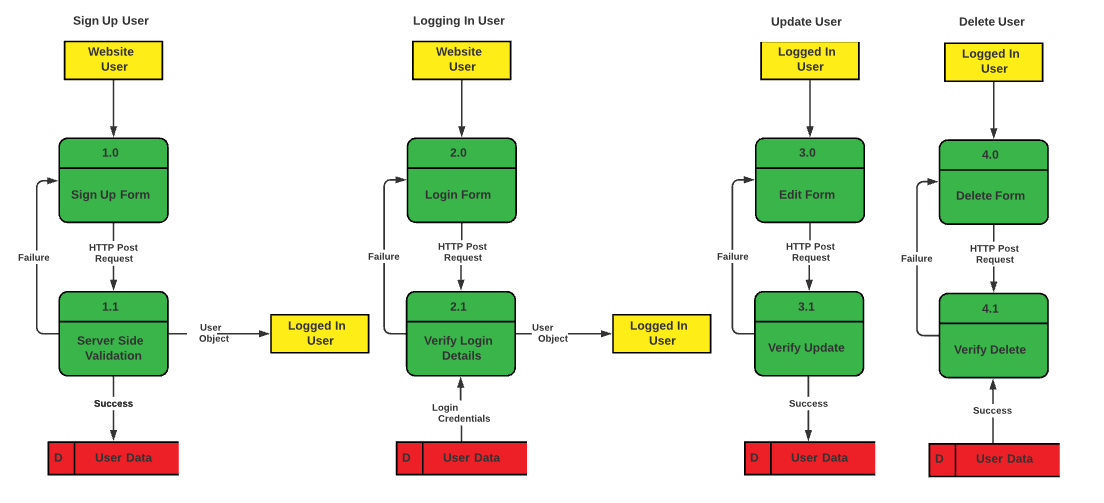 Sign Up User
Website
User
1.0
Sign Up Form
HTTP Post
Request
Failure
1.1
Server Side
Validation
User
Object
Logged In
User
Success
D
User Data
Logging In User
Website
User
2.0
Login Form
HTTP Post
Request
Failure
2.1
Verify Login
Details
User
Object
Logged In
User
Login
Credentials
D
User Data
Update User
Logged In
User
3.0
Edit Form
HTTP Post
Request
Failure
3.1
Verify Update
Success
D
User Data
Delete User
Logged In
User
4.0
Delete Form
HTTP Post
Request
Failure
4.1
Verify Delete
Success
D
User Data